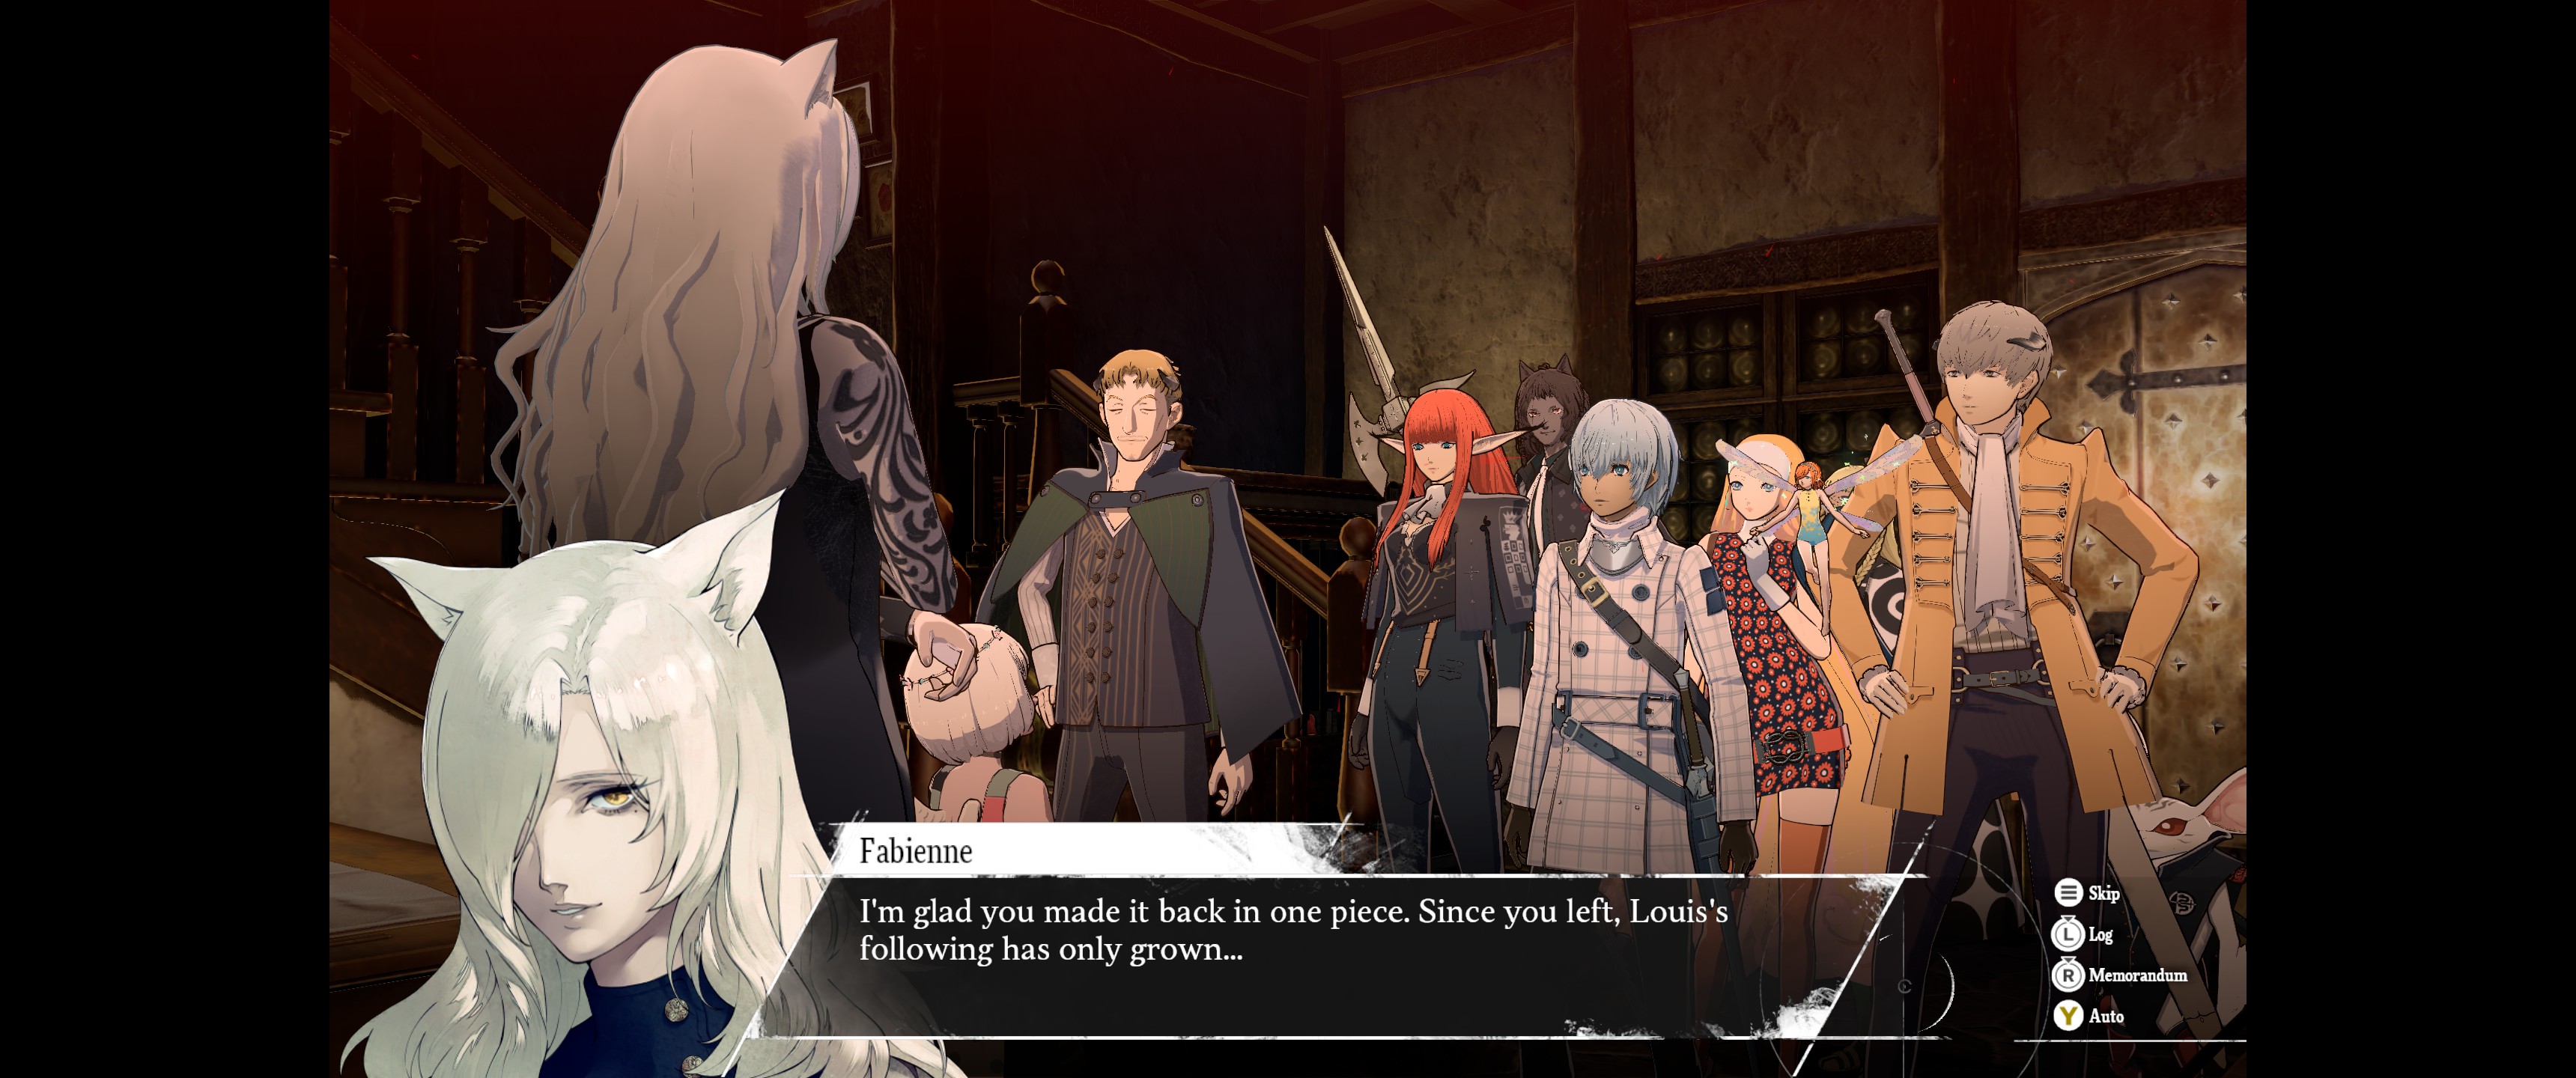 Fabienne
I'm glad you made it back in one piece. Since you left, Louis's
following has only grown...
Skip
L Log
R Memorandum
Y Auto